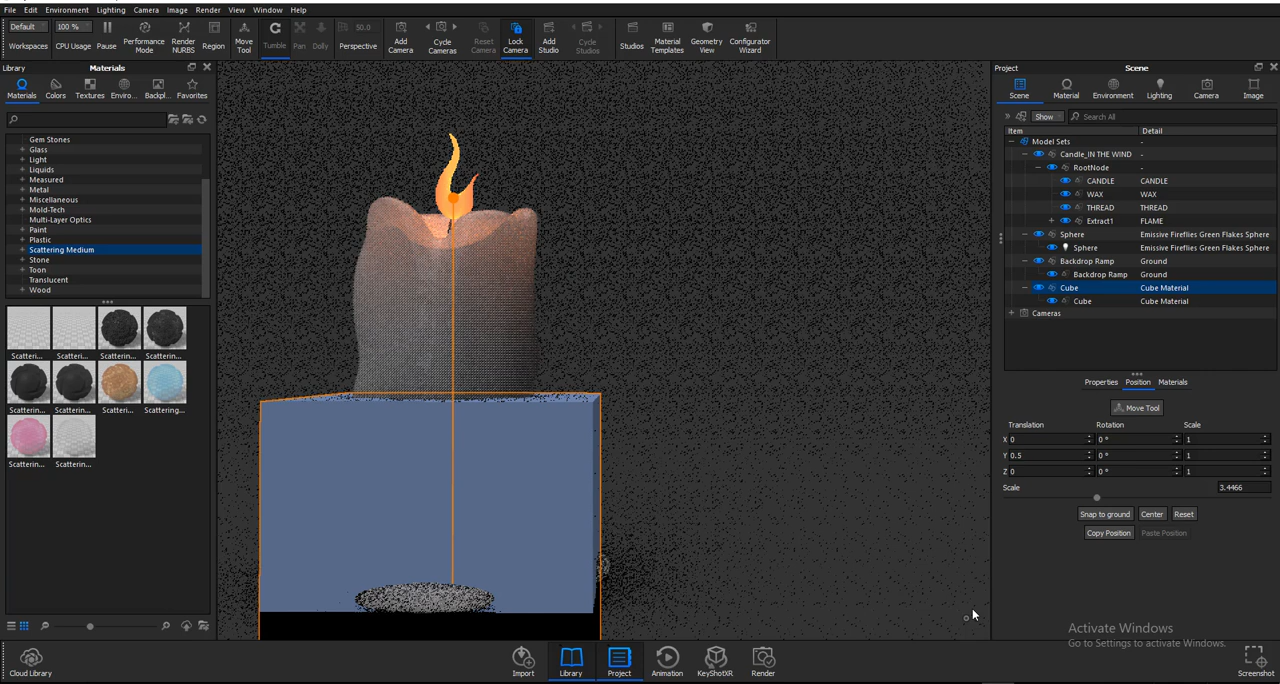 File Edit Environment Lighting Camera Image Render View Window Help
Default 100 % 50.0
Workspaces CPU Usage Pause Performance Mode Render NURBS Region Move Tool Tumble Pan Dolly Perspective Add Camera Cycle Cameras Reset Camera Lock Camera Add Studio Cycle Studios Studios Material Templates Geometry View Configurator Wizard
Library Materials
Materials Colors Textures Enviro... Backpl... Favorites
Gem Stones
Glass
Light
Liquids
Measured
Metal
Miscellaneous
Mold-Tech
Multi-Layer Optics
Paint
Plastic
Scattering Medium
Stone
Toon
Translucent
Wood
Scatteri... Scatteri... Scatterin... Scatterin...
Scatterin... Scatterin... Scatteri... Scattering...
Scatterin... Scatterin...
Project Scene
Scene Material Environment Lighting Camera Image
Show Search All
Item Detail
Model Sets -
Candle_IN THE WIND -
RootNode -
CANDLE CANDLE
WAX WAX
THREAD THREAD
Extract1 FLAME
Sphere Emissive Fireflies Green Flakes Sphere
Sphere Emissive Fireflies Green Flakes Sphere
Backdrop Ramp Ground
Backdrop Ramp Ground
Cube Cube Material
Cube Cube Material
Cameras
Properties Position Materials
Move Tool
Translation Rotation Scale
X 0 0 ° 1
Y 0.5 0 ° 1
Z 0 0 ° 1
Scale 3.4466
Snap to ground Center Reset
Copy Position Paste Position
Activate Windows
Go to Settings to activate Windows.
Cloud Library Import Library Project Animation KeyShotXR Render Screenshot